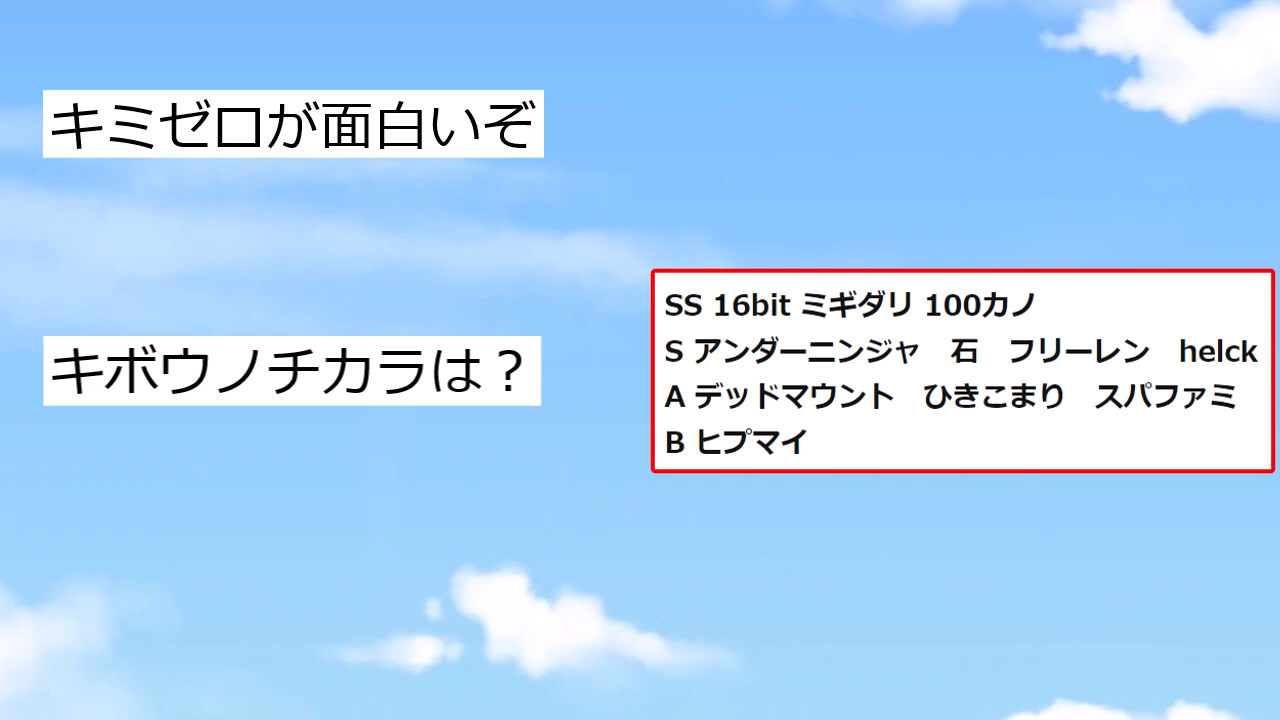 キミゼロが面白いぞ
キボウノチカラは？
SS 16bit ミギダリ 100カノ
S アンダーニンジャ　石　フリーレン　helck
A デッドマウント　ひきこまり　スパファミ
B ヒプマイ